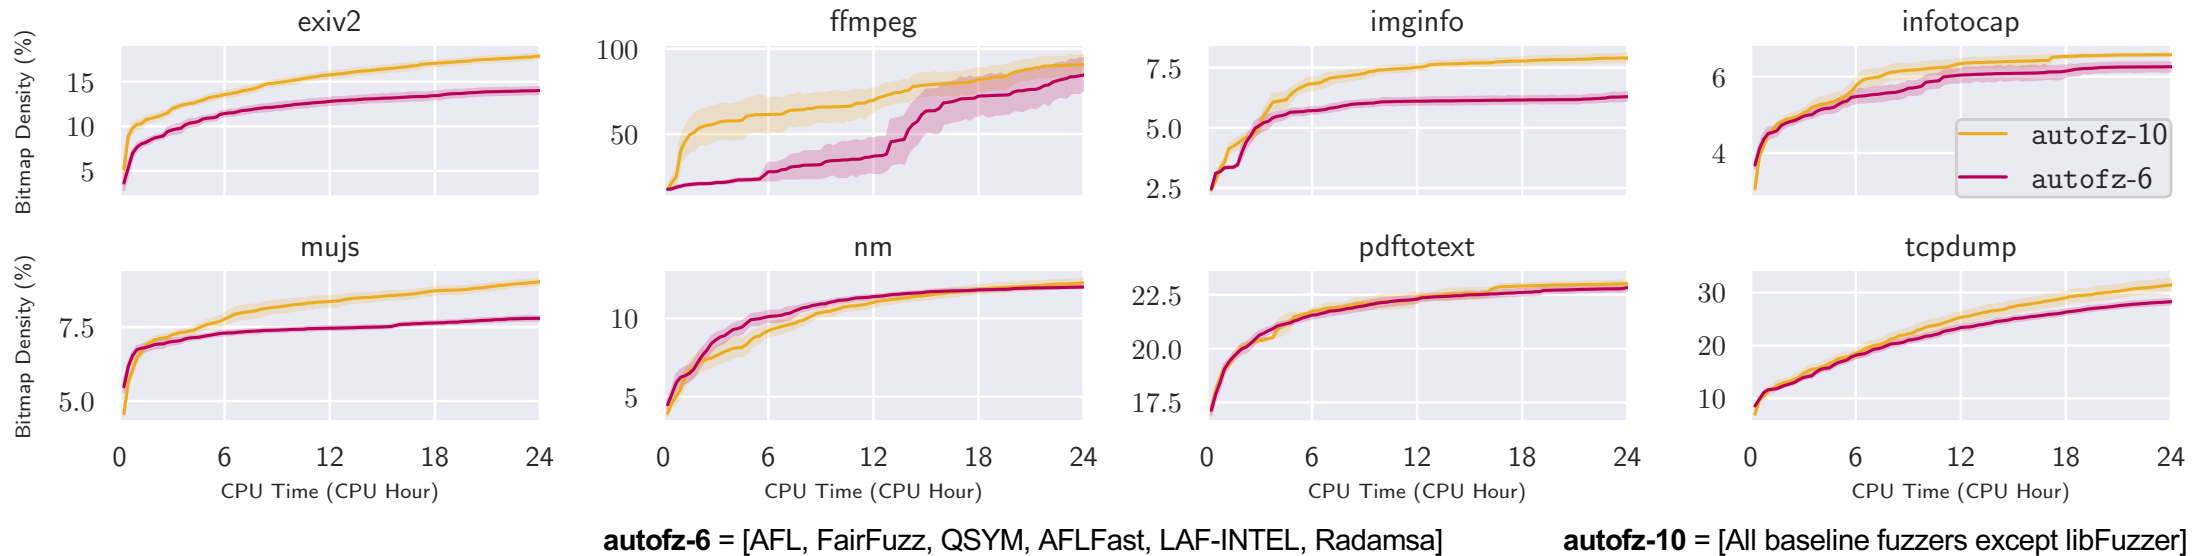 exiv2
ffmpeg
imginfo
infotocap
Bitmap Density (%)
15
10
5
100
50
7.5
5.0
2.5
6
4
autofz-10
autofz-6
mujs
nm
pdftotext
tcpdump
Bitmap Density (%)
7.5
5.0
10
5
22.5
20.0
17.5
30
20
10
0 6 12 18 24
0 6 12 18 24
0 6 12 18 24
0 6 12 18 24
CPU Time (CPU Hour)
CPU Time (CPU Hour)
CPU Time (CPU Hour)
CPU Time (CPU Hour)
autofz-6 = [AFL, FairFuzz, QSYM, AFLFast, LAF-INTEL, Radamsa]
autofz-10 = [All baseline fuzzers except libFuzzer]